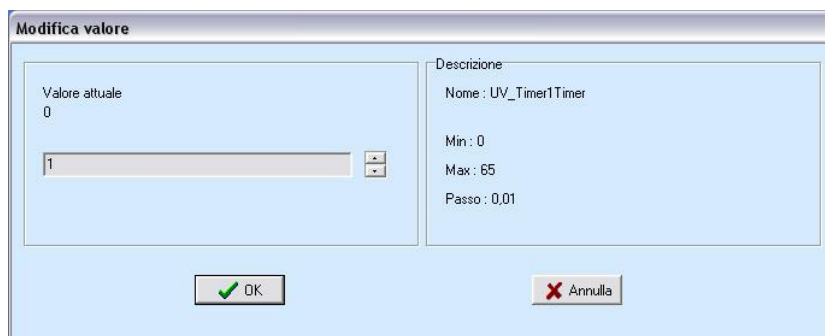 Modifica valore
Valore attuale
0
1
Descrizione
Nome : UV_Timer1Timer
Min : 0
Max : 65
Passo : 0,01
OK
Annulla